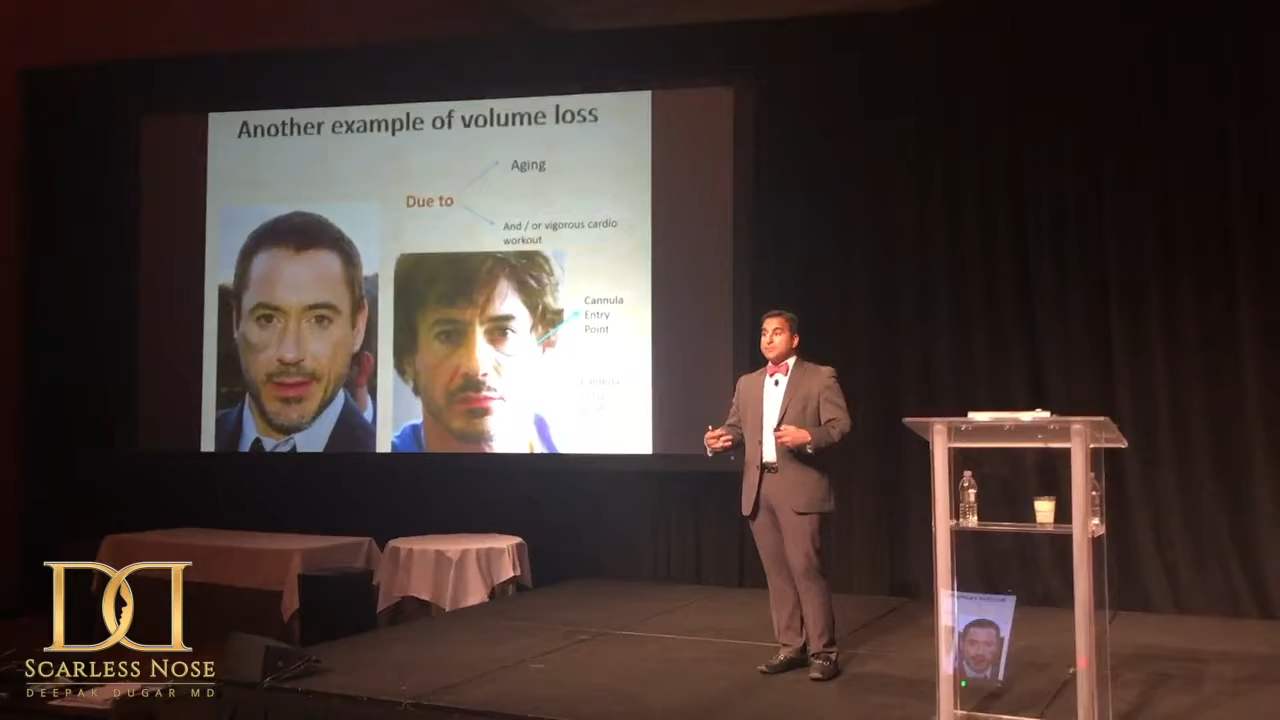 Another example of volume loss
Aging
Due to
And / or vigorous cardio
workout
Cannula
Entry
Point
DD
SCARLESS NOSE
DEEPAK DUGAR MD